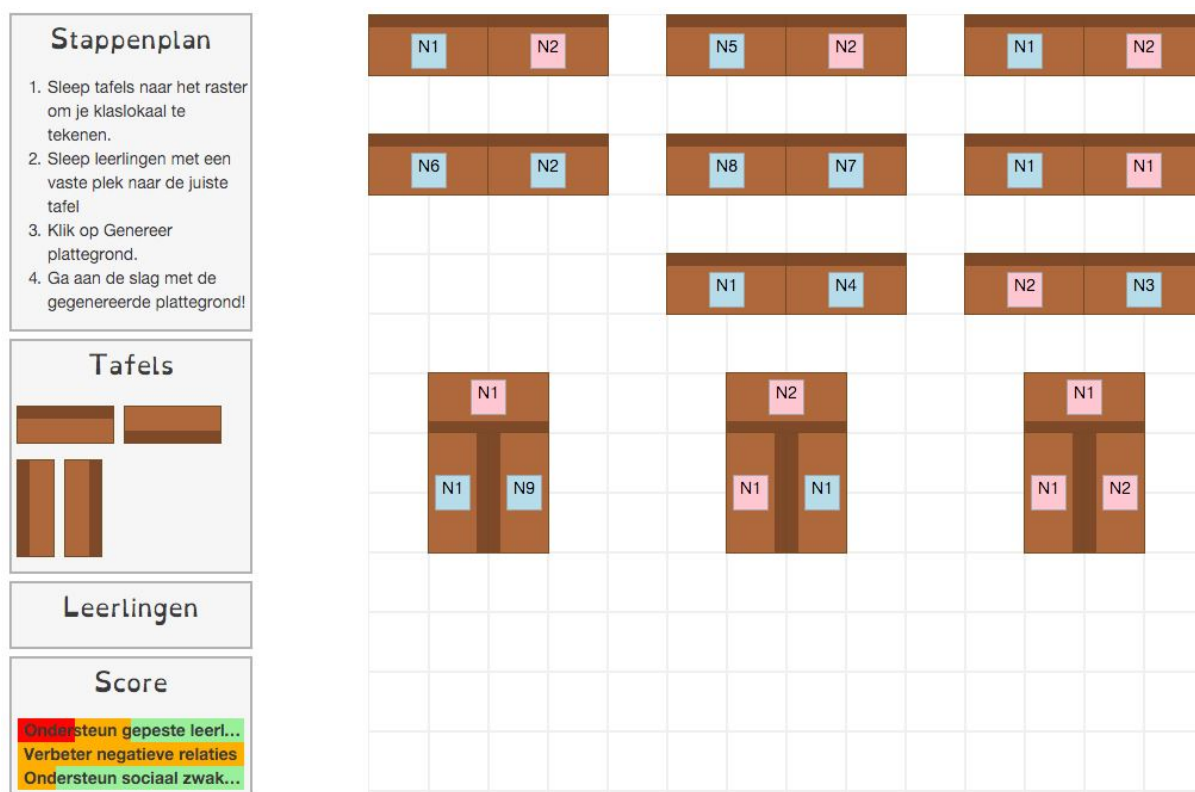 Stappenplan
1. Sleep tafels naar het raster
om je klaslokaal te
tekenen.
2. Sleep leerlingen met een
vaste plek naar de juiste
tafel
3. Klik op Genereer
plattegrond.
4. Ga aan de slag met de
gegenereerde plattegrond!
Tafels
Leerlingen
Score
Ondersteun gepeste leerl...
Verbeter negatieve relaties
Ondersteun sociaal zwak...
N1 N2 N5 N2 N1 N2
N6 N2 N8 N7 N1 N1
N1 N4 N2 N3
N1 N2 N1
N1 N9 N1 N1 N1 N2